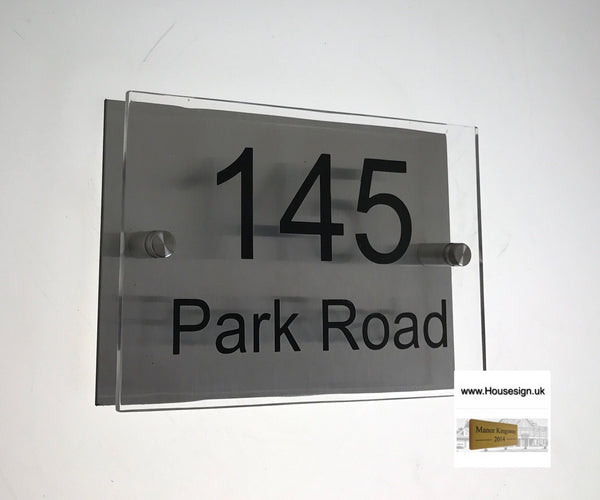 145
Park Road
www.Housesign.uk
Manor Kingston
2014